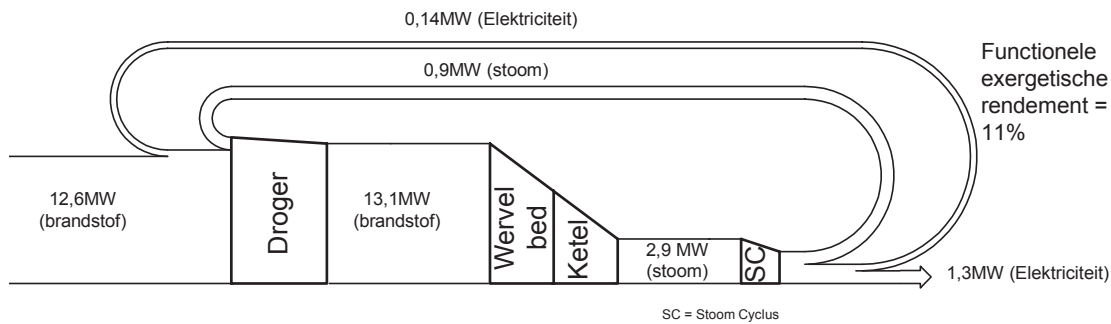 0,14MW (Elektriciteit)
0,9MW (stoom)
Functionele
exergetische
rendement =
11%
12,6MW
(brandstof)
Droger
13,1MW
(brandstof)
Wervel
bed
Ketel
2,9 MW
(stoom)
SC
1,3MW (Elektriciteit)
SC = Stoom Cyclus